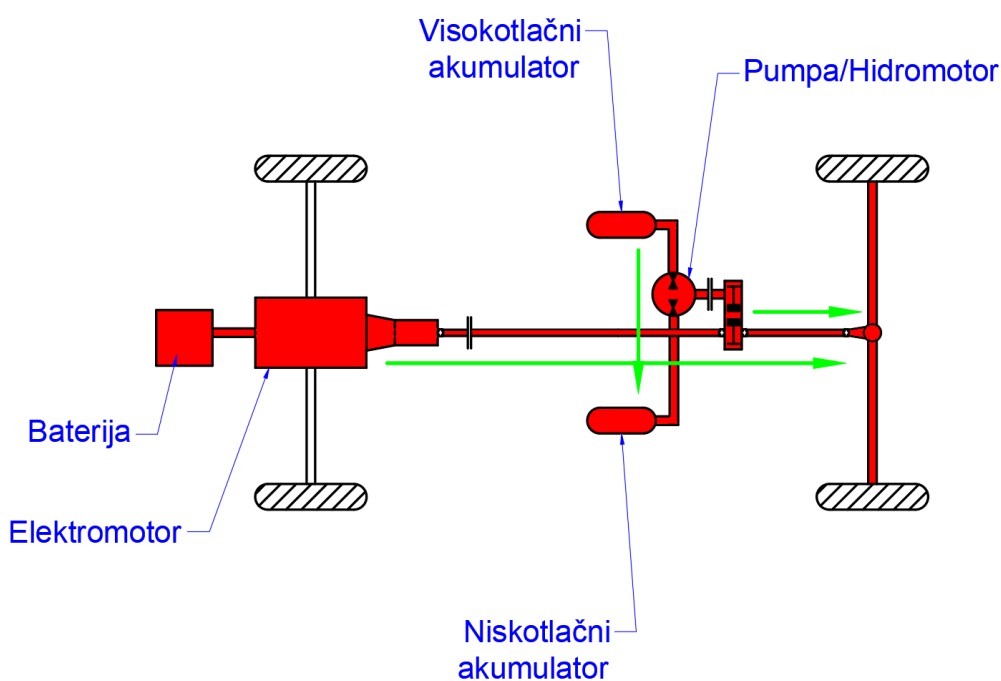 Visokotlačni
akumulator
Pumpa/Hidromotor
Baterija
Elektromotor
Niskotlačni
akumulator